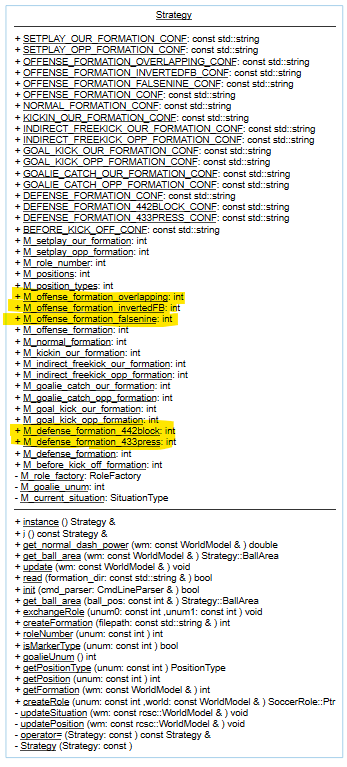 Strategy
+ SETPLAY_OUR_FORMATION_CONF: const std::string
+ SETPLAY_OPP_FORMATION_CONF: const std::string
+ OFFENSE_FORMATION_OVERLAPPING_CONF: const std::string
+ OFFENSE_FORMATION_INVERTEDFB_CONF: const std::string
+ OFFENSE_FORMATION_FALSENINE_CONF: const std::string
+ OFFENSE_FORMATION_CONF: const std::string
+ NORMAL_FORMATION_CONF: const std::string
+ KICKIN_OUR_FORMATION_CONF: const std::string
+ INDIRECT_FREEKICK_OUR_FORMATION_CONF: const std::string
+ INDIRECT_FREEKICK_OPP_FORMATION_CONF: const std::string
+ GOAL_KICK_OUR_FORMATION_CONF: const std::string
+ GOAL_KICK_OPP_FORMATION_CONF: const std::string
+ GOALIE_CATCH_OUR_FORMATION_CONF: const std::string
+ GOALIE_CATCH_OPP_FORMATION_CONF: const std::string
+ DEFENSE_FORMATION_CONF: const std::string
+ DEFENSE_FORMATION_442BLOCK_CONF: const std::string
+ DEFENSE_FORMATION_433PRESS_CONF: const std::string
+ BEFORE_KICK_OFF_CONF: const std::string
+ M_setplay_our_formation: int
+ M_setplay_opp_formation: int
+ M_role_number: int
+ M_positions: int
+ M_position_types: int
+ M_offense_formation_overlapping: int
+ M_offense_formation_invertedFB: int
+ M_offense_formation_falsenine: int
+ M_offense_formation: int
+ M_normal_formation: int
+ M_kickin_our_formation: int
+ M_indirect_freekick_our_formation: int
+ M_indirect_freekick_opp_formation: int
+ M_goalie_catch_our_formation: int
+ M_goalie_catch_opp_formation: int
+ M_goal_kick_our_formation: int
+ M_goal_kick_opp_formation: int
+ M_defense_formation_442block: int
+ M_defense_formation_433press: int
+ M_defense_formation: int
+ M_before_kick_off_formation: int
- M_role_factory: RoleFactory
- M_goalie_unum: int
- M_current_situation: SituationType
+ instance () Strategy &
+ i () const Strategy &
+ get_normal_dash_power (wm: const WorldModel & ) double
+ get_ball_area (wm: const WorldModel & ) Strategy::BallArea
+ update (wm: const WorldModel & ) void
+ read (formation_dir: const std::string & ) bool
+ init (cmd_parser: CmdLineParser & ) bool
+ get_ball_area (ball_pos: const int & ) Strategy::BallArea
+ exchangeRole (unum0: const int ,unum1: const int ) void
+ createFormation (filepath: const std::string & ) int
+ roleNumber (unum: const int ) int
+ isMarkerType (unum: const int ) bool
+ goalieUnum () int
+ getPositionType (unum: const int ) PositionType
+ getPosition (unum: const int ) int
+ getFormation (wm: const WorldModel & ) int
+ createRole (unum: const int ,world: const WorldModel & ) SoccerRole::Ptr
- updateSituation (wm: const rcsc::WorldModel & ) void
- updatePosition (wm: const rcsc::WorldModel & ) void
- operator= (Strategy: const ) const Strategy &
- Strategy (Strategy: const )